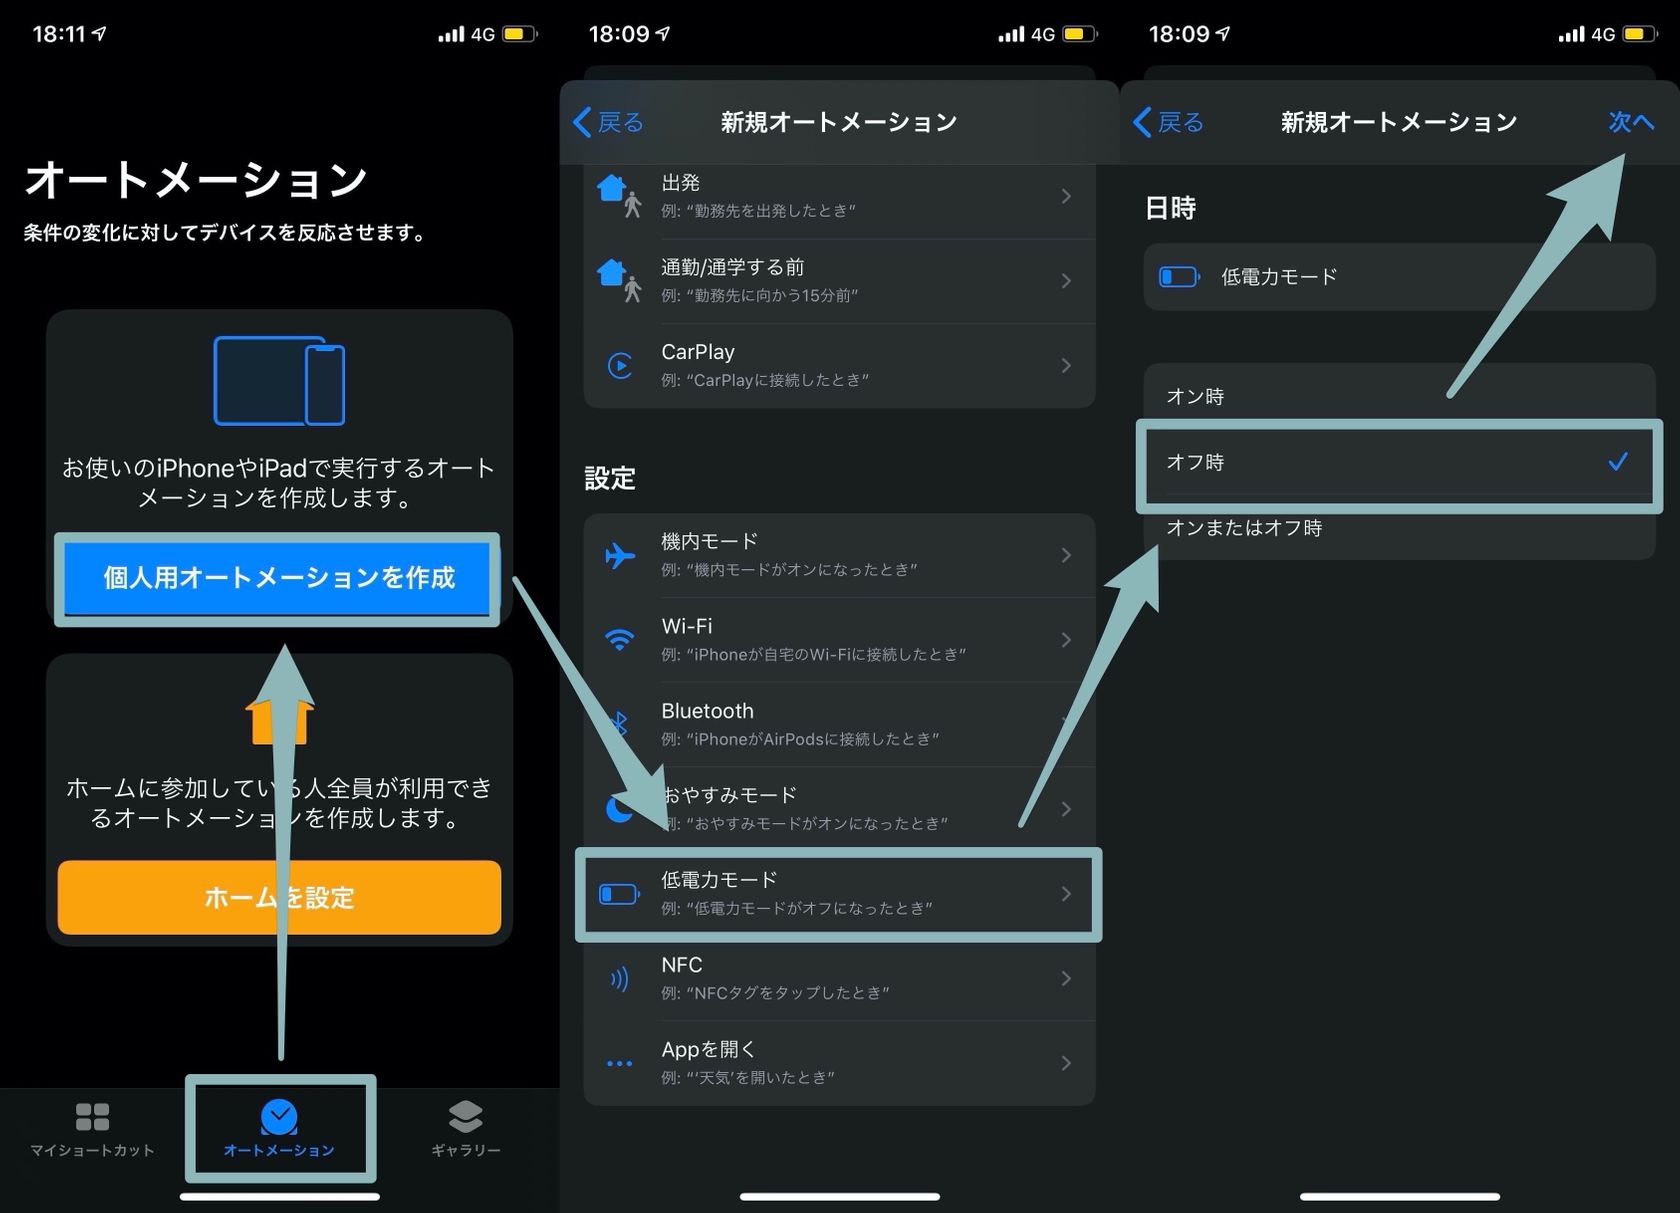 18:11
4G
オートメーション
条件の変化に対してデバイスを反応させます。
お使いのiPhoneやiPadで実行するオート
メーションを作成します。
個人用オートメーションを作成
ホームに参加している人全員が利用でき
るオートメーションを作成します。
ホームを設定
マイショートカット
オートメーション
ギャラリー
18:09
4G
戻る
新規オートメーション
出発
例: “勤務先を出発したとき”
通勤/通学する前
例: “勤務先に向かう15分前”
CarPlay
例: “CarPlayに接続したとき”
設定
機内モード
例: “機内モードがオンになったとき”
Wi-Fi
例: “iPhoneが自宅のWi-Fiに接続したとき”
Bluetooth
例: “iPhoneがAirPodsに接続したとき”
おやすみモード
例: “おやすみモードがオンになったとき”
低電力モード
例: “低電力モードがオフになったとき”
NFC
例: “NFCタグをタップしたとき”
Appを開く
例: “‘天気’を開いたとき”
18:09
4G
戻る
新規オートメーション
次へ
日時
低電力モード
オン時
オフ時
オンまたはオフ時